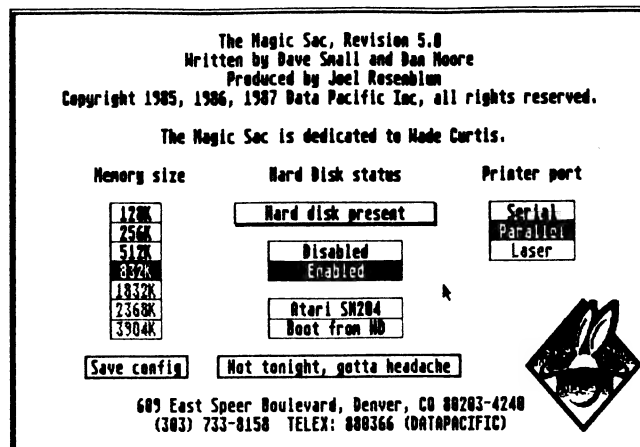 The Magic Sac, Revision 5.0
Written by Dave Small and Dan Moore
Produced by Joel Rosenblum
Copyright 1985, 1986, 1987 Data Pacific Inc, all rights reserved.
The Magic Sac is dedicated to Wade Curtis.
Memory size
128K
256K
512K
832K
1832K
2368K
3904K
Hard Disk status
Hard disk present
Disabled
Enabled
Atari SH204
Boot from HD
Printer port
Serial
Parallel
Laser
Save config
Not tonight, gotta headache
609 East Speer Boulevard, Denver, CO 80203-4240
(303) 733-8158 TELEX: 880366 (DATAPACIFIC)